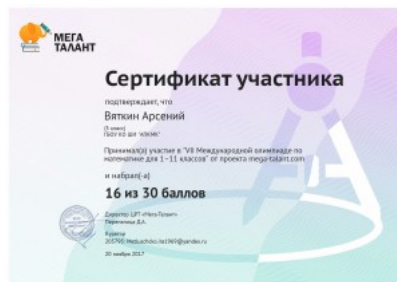 МЕГА
ТАЛАНТ
Сертификат участника
подтверждает, что
Вяткин Арсений
Принимал(а) участие в "VII Международной олимпиаде по
математике для 1–11 классов" от проекта mega-talant.com
и набрал(-а)
16 из 30 баллов
Директор ЦРТ «Мега-Талант»
Куратор
20 ноября 2017